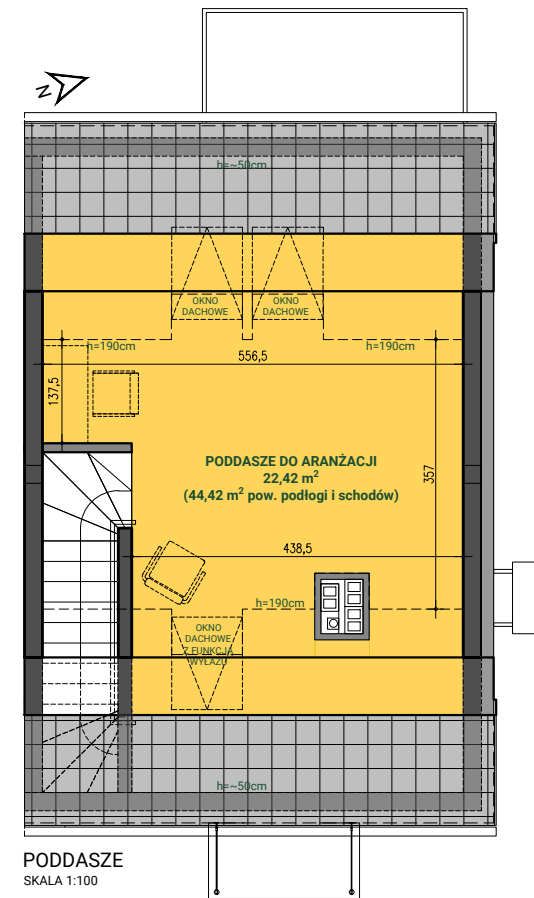 N
h=~50cm
OKNO
DACHOWE
OKNO
DACHOWE
h=190cm
h=190cm
556,5
137,5
PODDASZE DO ARANŻACJI
22,42 m²
(44,42 m² pow. podłogi i schodów)
357
438,5
h=190cm
OKNO
DACHOWE
Z FUNKCJĄ
WYŁAZU
h=~50cm
PODDASZE
SKALA 1:100